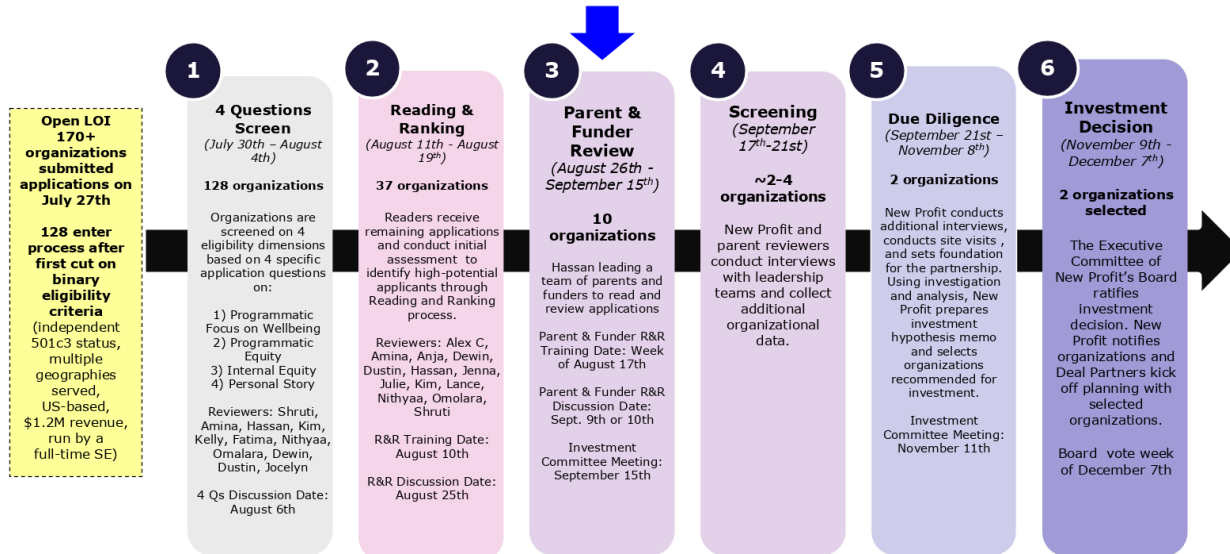 Open LOI
170+
organizations
submitted
applications on
July 27th
128 enter
process after
first cut on
binary
eligibility
criteria
(independent
501c3 status,
multiple
geographies
served,
US-based,
$1.2M revenue,
run by a
full-time SE)
1
4 Questions
Screen
(July 30th – August
4th)
128 organizations
Organizations are
screened on 4
eligibility dimensions
based on 4 specific
application questions
on:
1) Programmatic
Focus on Wellbeing
2) Programmatic
Equity
3) Internal Equity
4) Personal Story
Reviewers: Shruti,
Amina, Hassan, Kim,
Kelly, Fatima, Nithyaa,
Omalara, Dewin,
Dustin, Jocelyn
4 Qs Discussion Date:
August 6th
2
Reading &
Ranking
(August 11th - August
19th)
37 organizations
Readers receive
remaining applications
and conduct initial
assessment to
identify high-potential
applicants through
Reading and Ranking
process.
Reviewers: Alex C,
Amina, Anja, Dewin,
Dustin, Hassan, Jenna,
Julie, Kim, Lance,
Nithyaa, Omolara,
Shruti
R&R Training Date:
August 10th
R&R Discussion Date:
August 25th
3
Parent &
Funder
Review
(August 26th -
September 15th)
10
organizations
Hassan leading a
team of parents and
funders to read and
review applications
Parent & Funder R&R
Training Date: Week
of August 17th
Parent & Funder R&R
Discussion Date:
Sept. 9th or 10th
Investment
Committee Meeting:
September 15th
4
Screening
(September
17th-21st)
~2-4
organizations
New Profit and
parent reviewers
conduct interviews
with leadership
teams and collect
additional
organizational
data.
5
Due Diligence
(September 21st –
November 8th)
2 organizations
New Profit conducts
additional interviews,
conducts site visits ,
and sets foundation for
the partnership.
Using investigation
and analysis, New
Profit prepares
investment
hypothesis memo
and selects
organizations
recommended for
investment.
Investment
Committee Meeting:
November 11th
6
Investment
Decision
(November 9th
- December 7th)
2 organizations
selected
The Executive
Committee of
New Profit's Board
ratifies
investment
decision. New
Profit notifies
organizations and
Deal Partners kick
off planning with
selected
organizations.
Board vote week
of December 7th